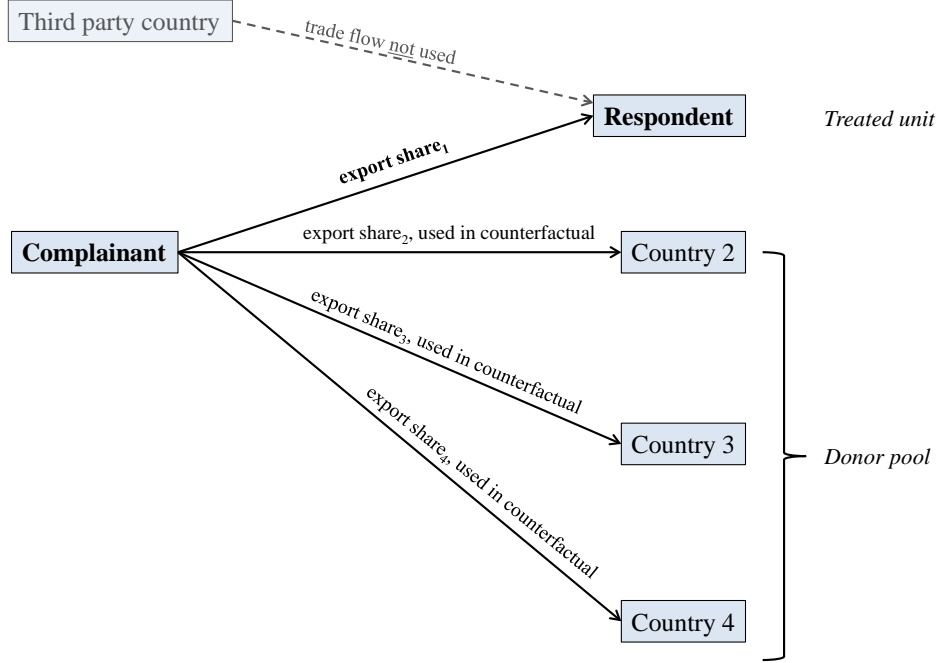 Third party country
trade flow not used
Respondent
Treated unit
export share₁
Complainant
export share₂, used in counterfactual
Country 2
export share₃, used in counterfactual
Country 3
export share₄, used in counterfactual
Donor pool
Country 4